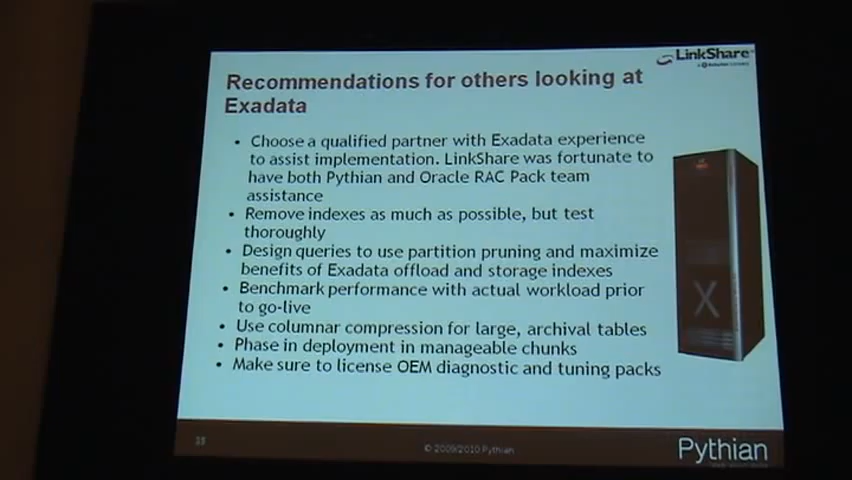 LinkShare
Recommendations for others looking at
Exadata
• Choose a qualified partner with Exadata experience
to assist implementation. LinkShare was fortunate to
have both Pythian and Oracle RAC Pack team
assistance
• Remove indexes as much as possible, but test
thoroughly
• Design queries to use partition pruning and maximize
benefits of Exadata offload and storage indexes
• Benchmark performance with actual workload prior
to go-live
• Use columnar compression for large, archival tables
• Phase in deployment in manageable chunks
• Make sure to license OEM diagnostic and tuning packs
X
© 2009/2010 Pythian
Pythian